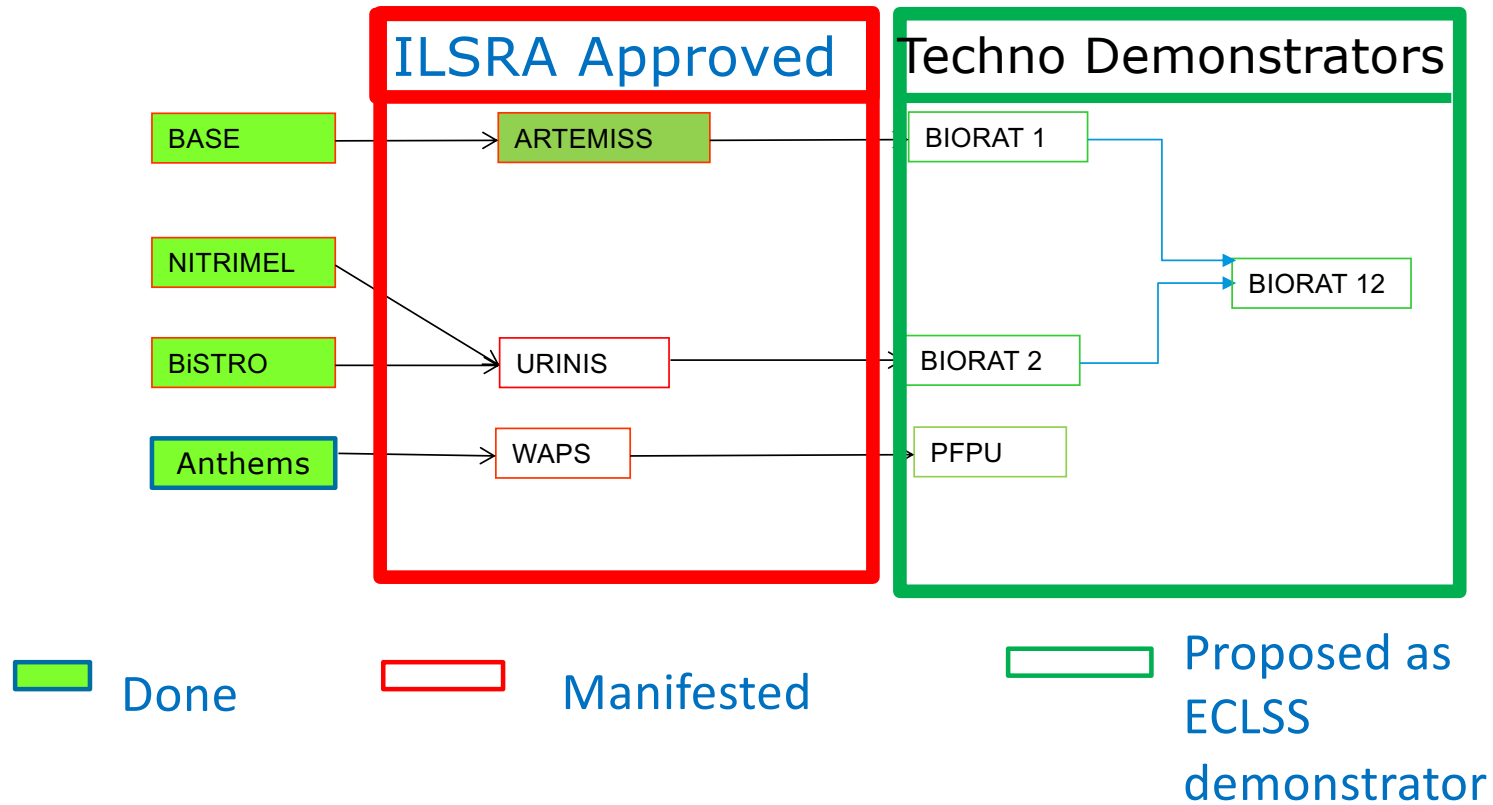 ILSRA Approved
Techno Demonstrators
BASE
ARTEMISS
BIORAT 1
NITRIMEL
BIORAT 12
BiSTRO
URINIS
BIORAT 2
Anthems
WAPS
PFPU
Done
Manifested
Proposed as
ECLSS
demonstrator